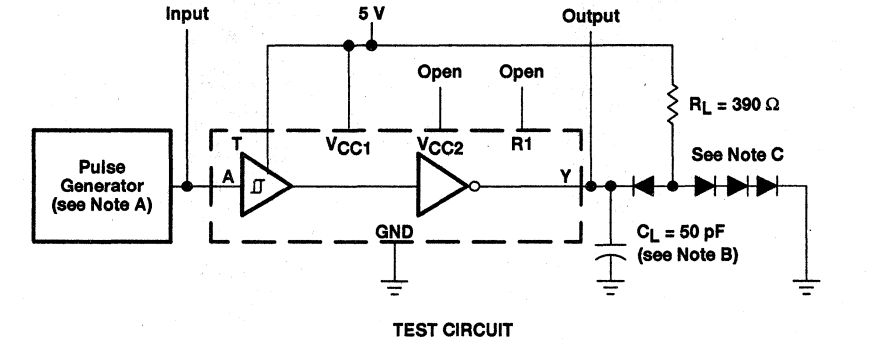 Input
5 V
Output
Open
Open
RL = 390 Ω
T
VCC1
VCC2
R1
See Note C
Pulse
Generator
(see Note A)
A
Y
GND
CL = 50 pF
(see Note B)
TEST CIRCUIT